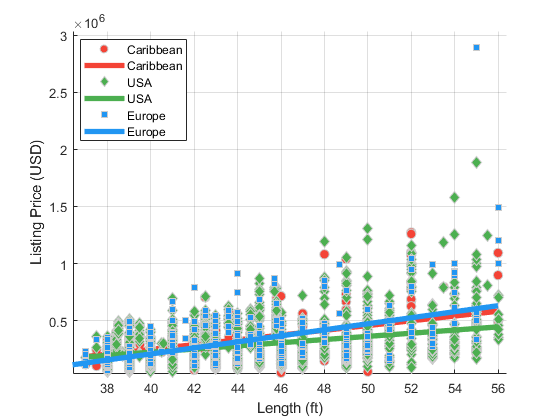 ×10⁶
3
2.5
2
1.5
1
0.5
Listing Price (USD)
Caribbean
Caribbean
USA
USA
Europe
Europe
38 40 42 44 46 48 50 52 54 56
Length (ft)